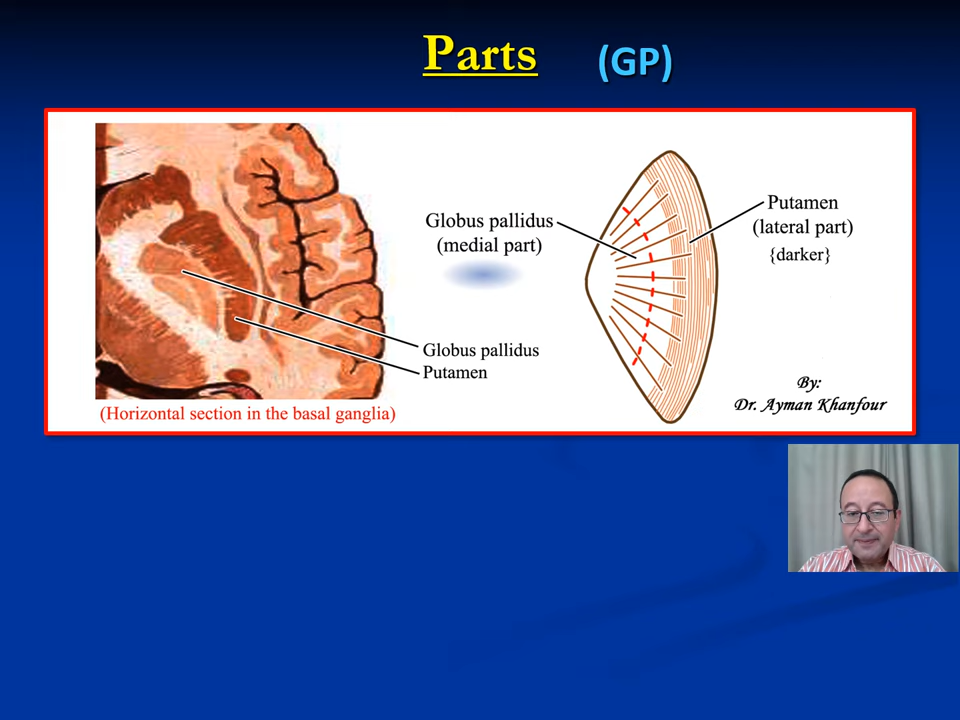 Parts (GP)
Globus pallidus
(medial part)
Putamen
(lateral part)
{darker}
Globus pallidus
Putamen
By:
Dr. Ayman Khanfour
(Horizontal section in the basal ganglia)